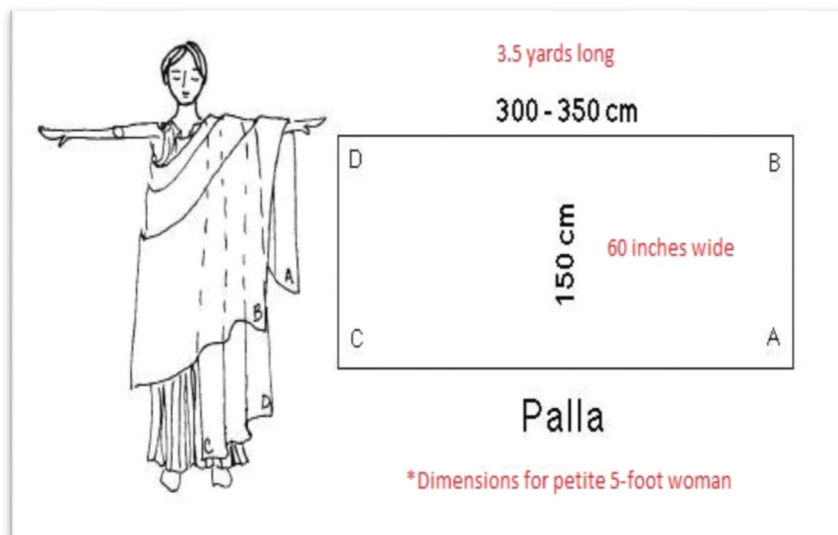 3.5 yards long
300 - 350 cm
D
B
150 cm
60 inches wide
C
A
Palla
*Dimensions for petite 5-foot woman
A
B
D
C